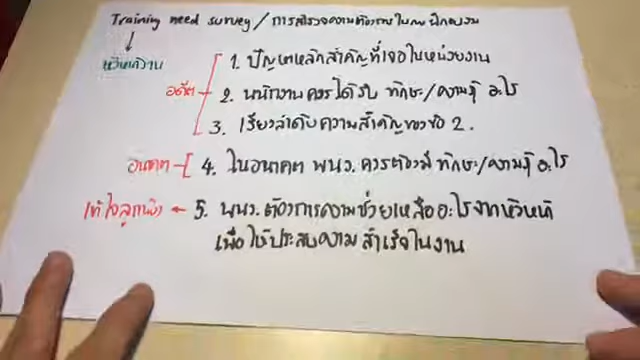 Training need survey / การสำรวจความต้องการในการฝึกอบรม
หัวหน้างาน
อดีต
1. ปัญหาหลักสำคัญที่เจอในหน่วยงาน
2. พนักงานควรได้รับ ทักษะ/ความรู้ อะไร
3. เรียงลำดับความสำคัญของข้อ 2.
อนาคต
4. ในอนาคต พนง. ควรต้องมี ทักษะ/ความรู้ อะไร
เข้าใจลูกน้อง
5. พนง. ต้องการความช่วยเหลืออะไรจากหัวหน้า
เพื่อให้ประสบความสำเร็จในงาน